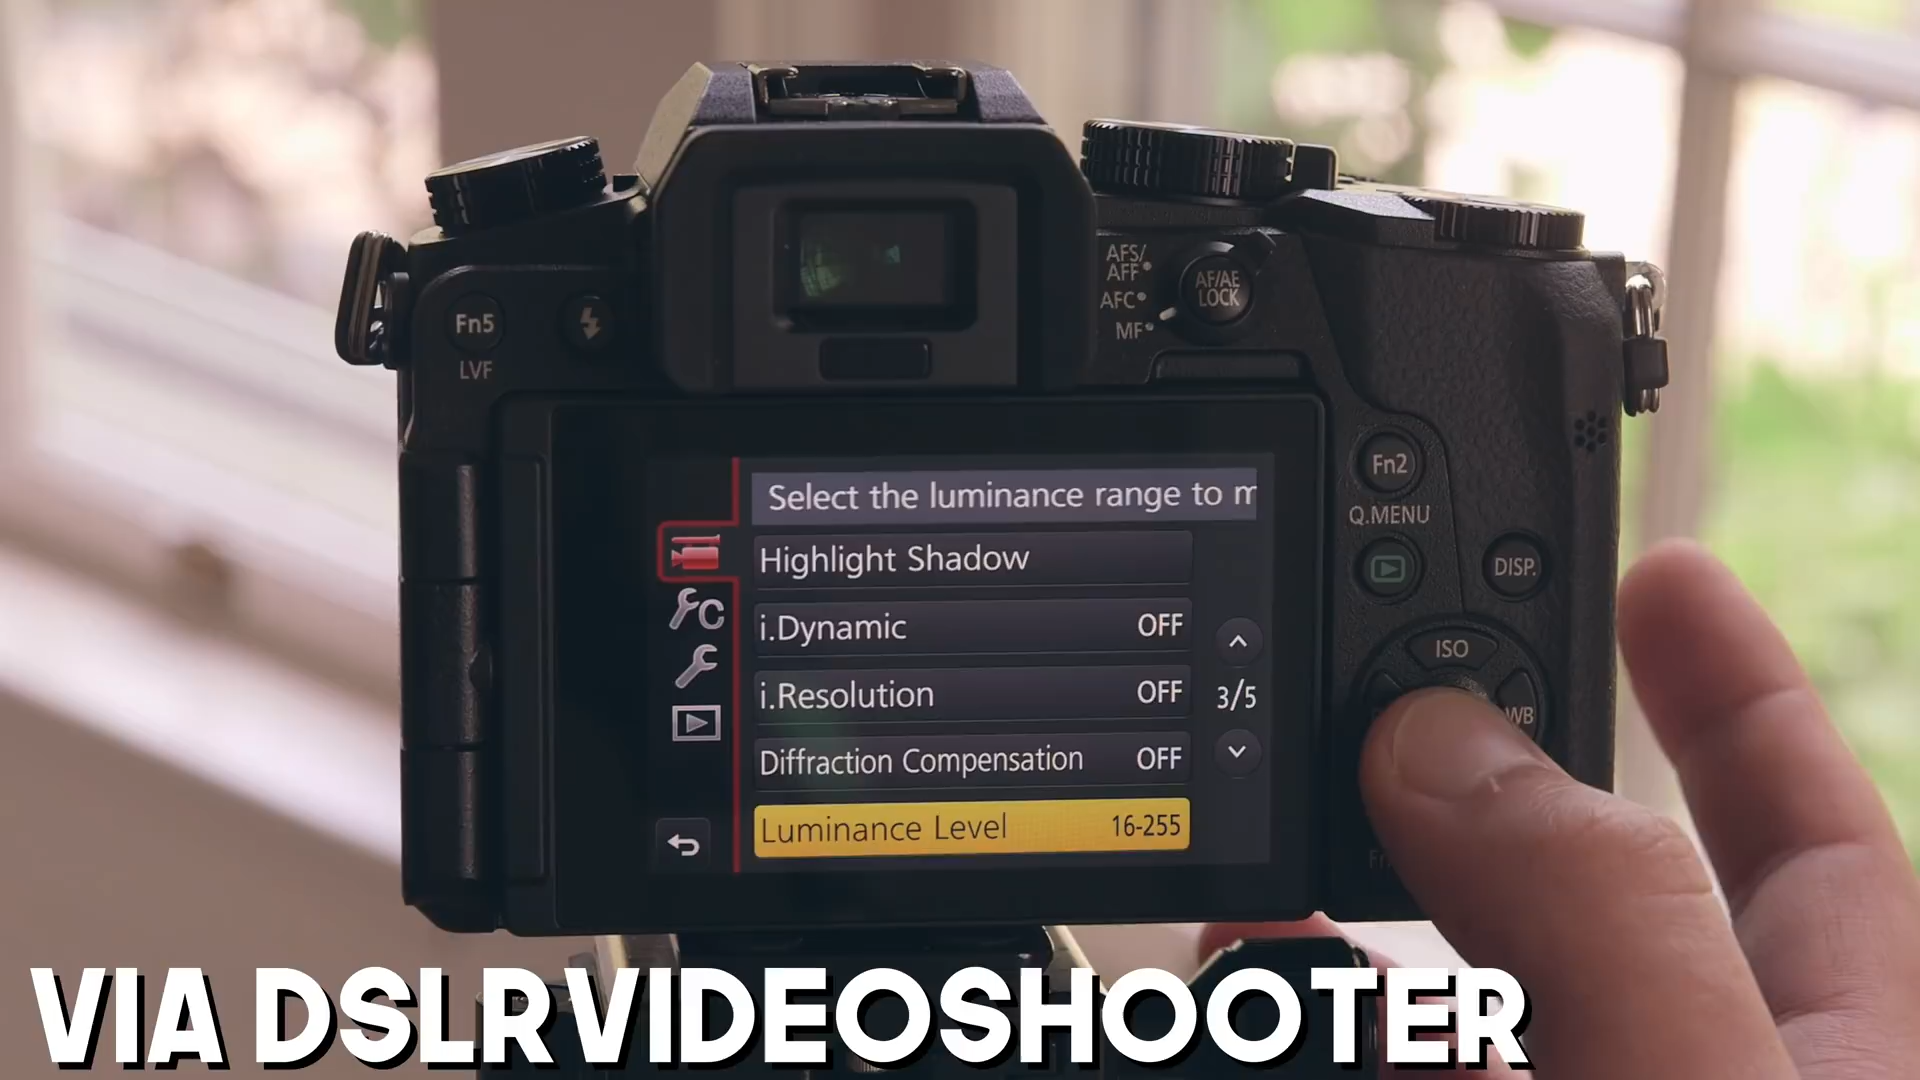 AFS/
AFF
AFC
MF
AF/AE
LOCK
Fn5
LVF
Fn2
Q.MENU
DISP.
ISO
WB
Select the luminance range to m
Highlight Shadow
i.Dynamic OFF
i.Resolution OFF
3/5
Diffraction Compensation OFF
Luminance Level 16-255
VIA DSLRVIDEOSHOOTER